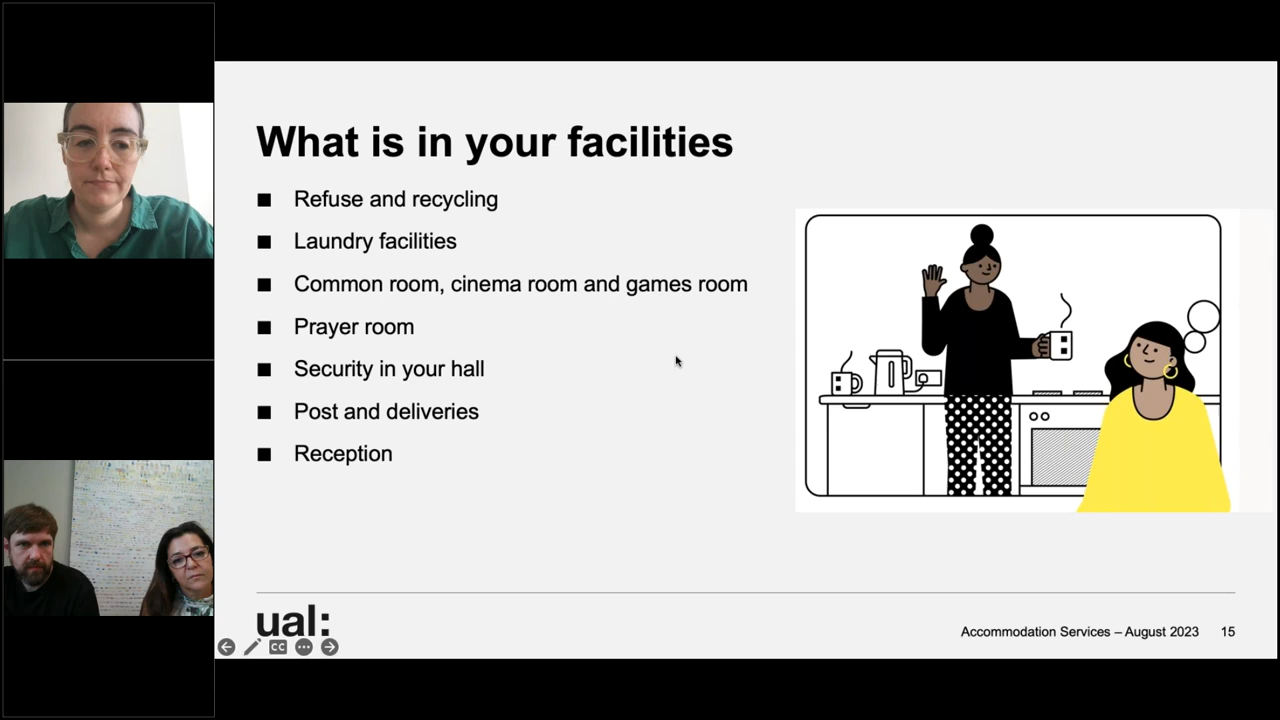 What is in your facilities
Refuse and recycling
Laundry facilities
Common room, cinema room and games room
Prayer room
Security in your hall
Post and deliveries
Reception
ual:
CC
Accommodation Services – August 2023 15